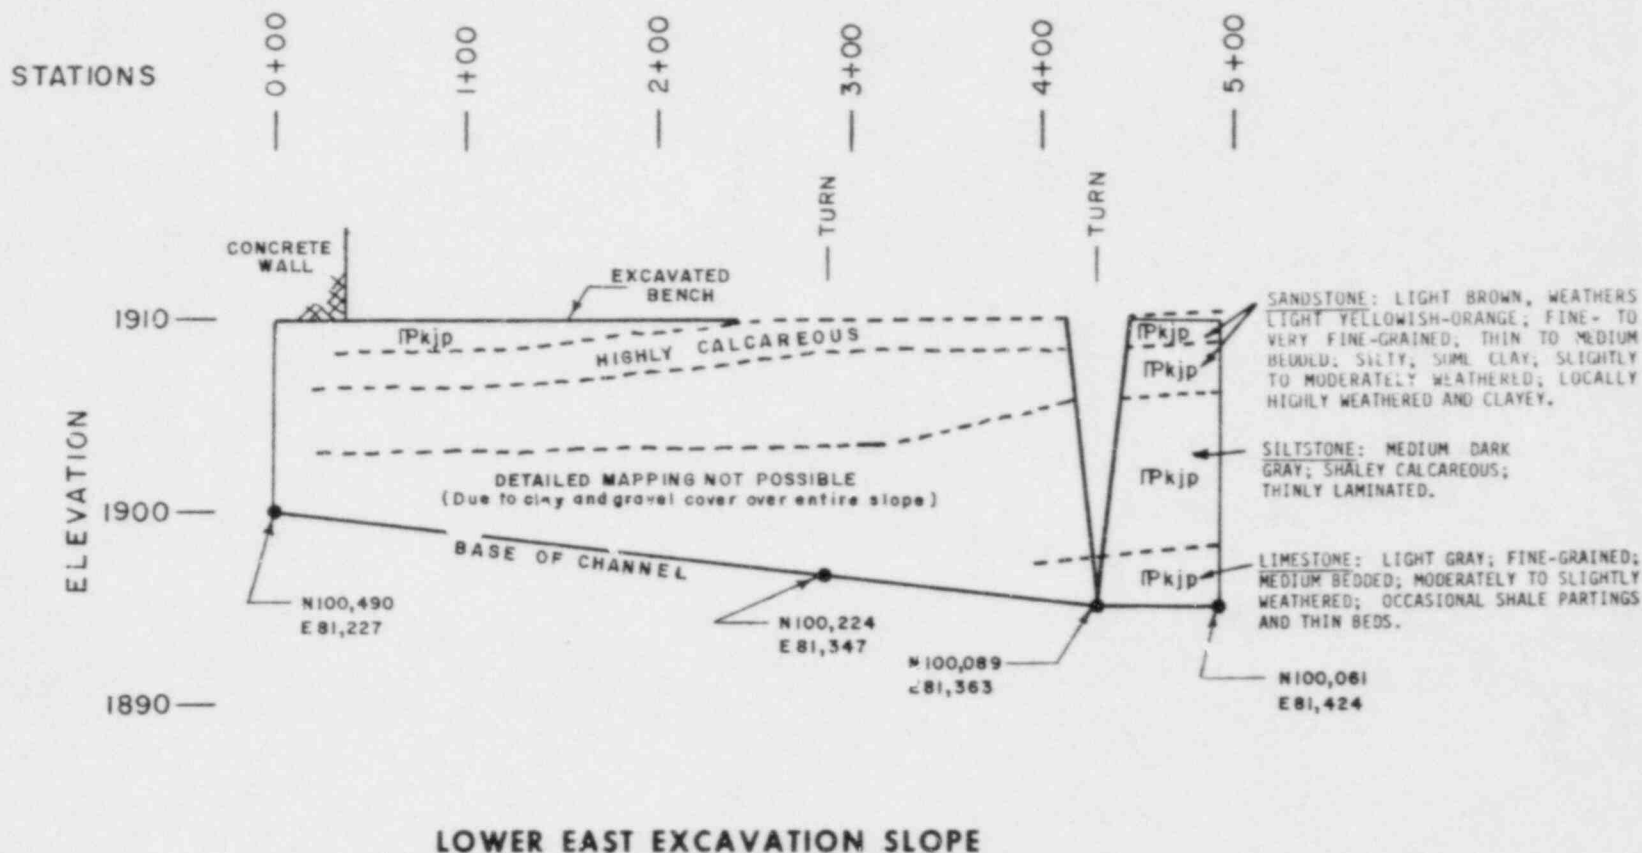 STATIONS
0+00
1+00
2+00
3+00
4+00
5+00
TURN
TURN
CONCRETE
WALL
EXCAVATED
BENCH
1910
ℿPkjp
HIGHLY CALCAREOUS
ℿPkjp
ℿPkjp
SANDSTONE: LIGHT BROWN, WEATHERS
LIGHT YELLOWISH-ORANGE; FINE- TO
VERY FINE-GRAINED; THIN TO MEDIUM
BEDDED; SILTY; SOME CLAY; SLIGHTLY
TO MODERATELY WEATHERED; LOCALLY
HIGHLY WEATHERED AND CLAYEY.
ELEVATION
DETAILED MAPPING NOT POSSIBLE
(Due to clay and gravel cover over entire slope)
ℿPkjp
SILTSTONE: MEDIUM DARK
GRAY; SHALEY CALCAREOUS;
THINLY LAMINATED.
1900
BASE OF CHANNEL
ℿPkjp
LIMESTONE: LIGHT GRAY; FINE-GRAINED;
MEDIUM BEDDED; MODERATELY TO SLIGHTLY
WEATHERED; OCCASIONAL SHALE PARTINGS
AND THIN BEDS.
N100,490
E81,227
N100,224
E81,347
N100,089
E81,363
N100,061
E81,424
1890
LOWER EAST EXCAVATION SLOPE